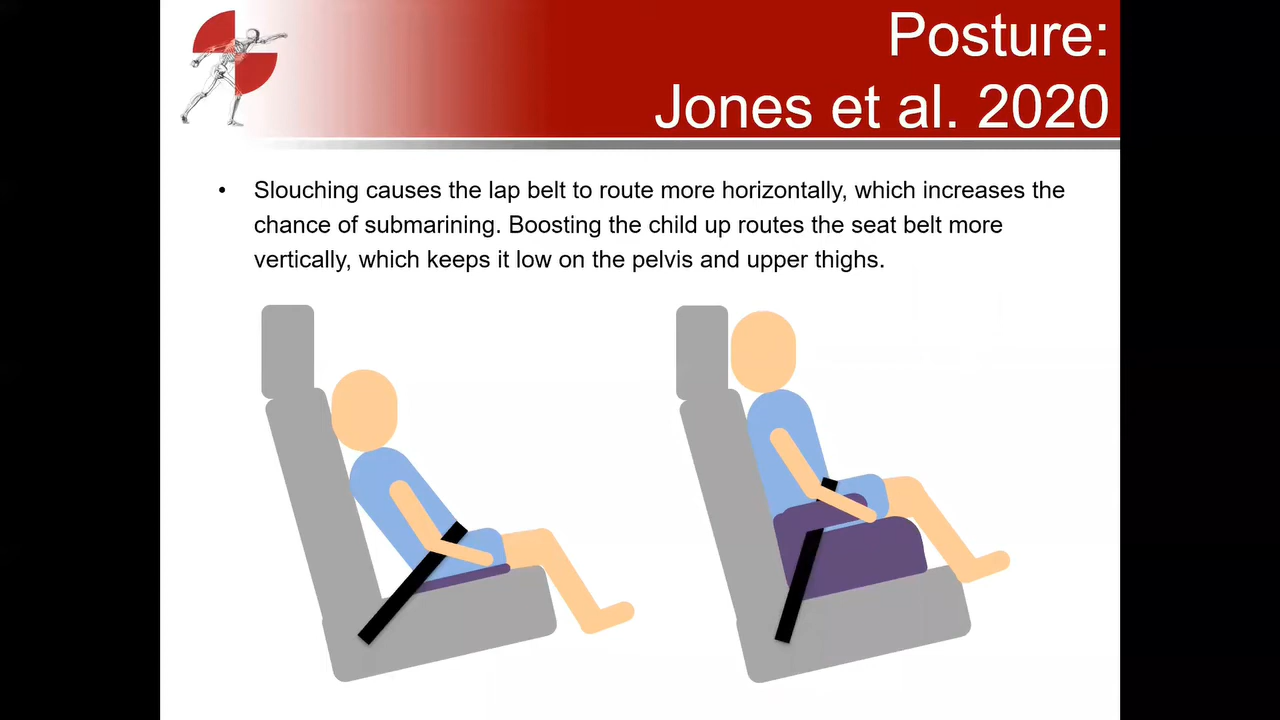 Posture:
Jones et al. 2020
• Slouching causes the lap belt to route more horizontally, which increases the
chance of submarining. Boosting the child up routes the seat belt more
vertically, which keeps it low on the pelvis and upper thighs.